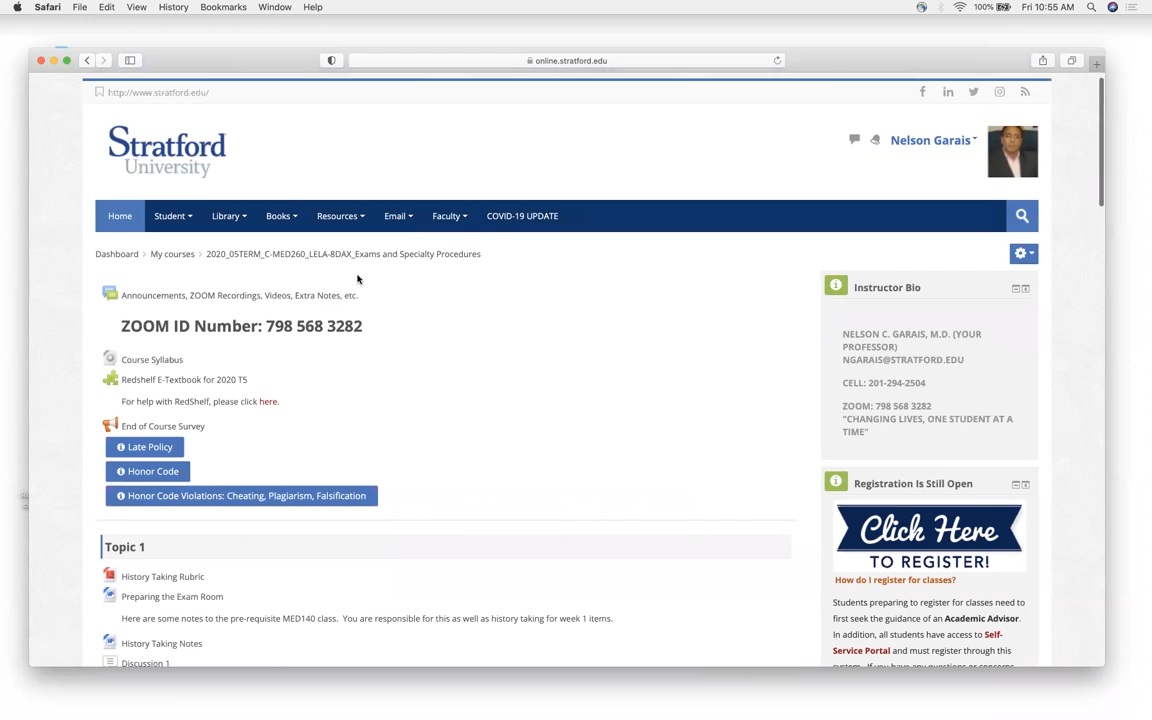 Safari File Edit View History Bookmarks Window Help 100% Fri 10:55 AM
online.stratford.edu
http://www.stratford.edu/
Stratford
University
Nelson Garais
Home Student Library Books Resources Email Faculty COVID-19 UPDATE
Dashboard > My courses > 2020_05TERM_C-MED260_LELA-8DAX_Exams and Specialty Procedures
Announcements, ZOOM Recordings, Videos, Extra Notes, etc.
ZOOM ID Number: 798 568 3282
Course Syllabus
Redshelf E-Textbook for 2020 T5
For help with RedShelf, please click here.
End of Course Survey
Late Policy
Honor Code
Honor Code Violations: Cheating, Plagiarism, Falsification
Topic 1
History Taking Rubric
Preparing the Exam Room
Here are some notes to the pre-requisite MED140 class. You are responsible for this as well as history taking for week 1 items.
History Taking Notes
Discussion 1
Instructor Bio
NELSON C. GARAIS, M.D. (YOUR
PROFESSOR)
NGARAIS@STRATFORD.EDU
CELL: 201-294-2504
ZOOM: 798 568 3282
"CHANGING LIVES, ONE STUDENT AT A
TIME"
Registration Is Still Open
Click Here
TO REGISTER!
How do I register for classes?
Students preparing to register for classes need to
first seek the guidance of an Academic Advisor.
In addition, all students have access to Self-
Service Portal and must register through this
system. If you have any questions or concerns